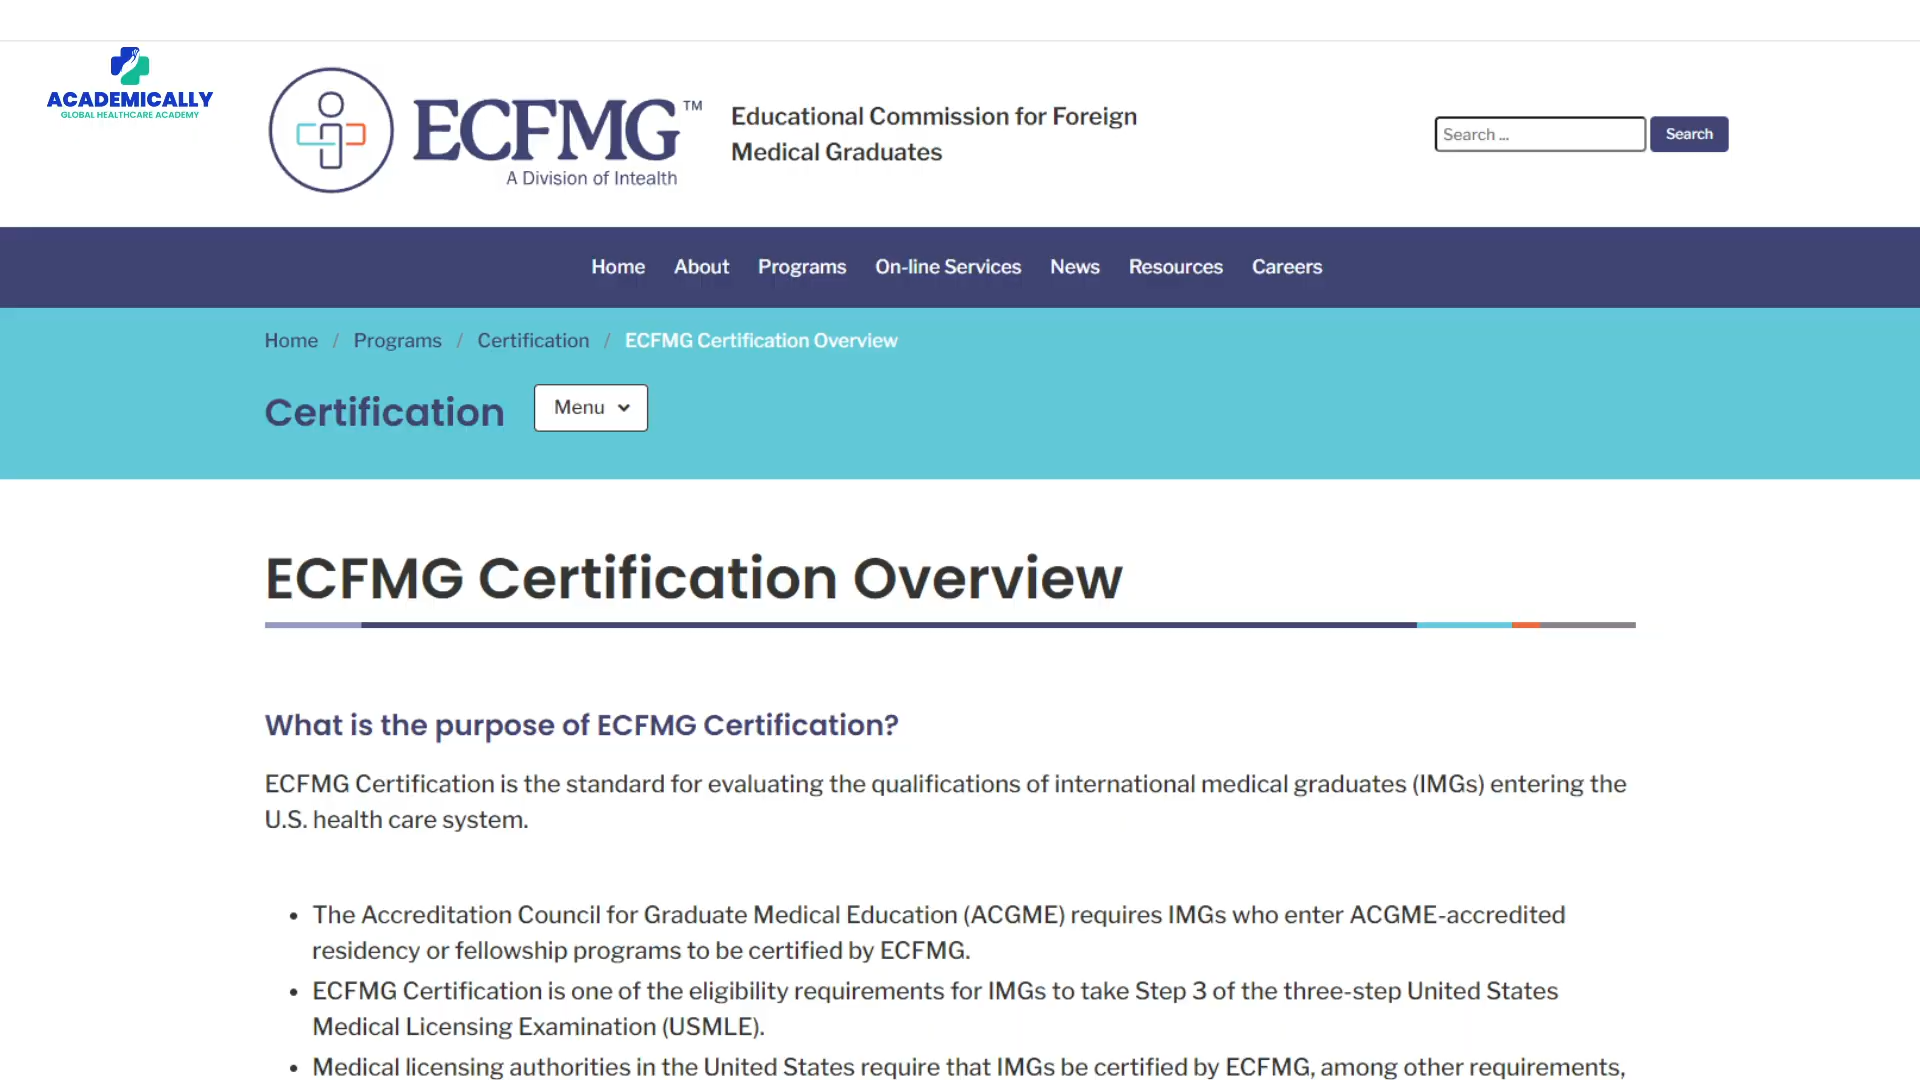 ACADEMICALLY
GLOBAL HEALTHCARE ACADEMY
ECFMG™
A Division of Intealth
Educational Commission for Foreign
Medical Graduates
Search ...
Search
Home About Programs On-line Services News Resources Careers
Home / Programs / Certification / ECFMG Certification Overview
Certification
Menu
ECFMG Certification Overview
What is the purpose of ECFMG Certification?
ECFMG Certification is the standard for evaluating the qualifications of international medical graduates (IMGs) entering the
U.S. health care system.
• The Accreditation Council for Graduate Medical Education (ACGME) requires IMGs who enter ACGME-accredited
residency or fellowship programs to be certified by ECFMG.
• ECFMG Certification is one of the eligibility requirements for IMGs to take Step 3 of the three-step United States
Medical Licensing Examination (USMLE).
• Medical licensing authorities in the United States require that IMGs be certified by ECFMG, among other requirements,